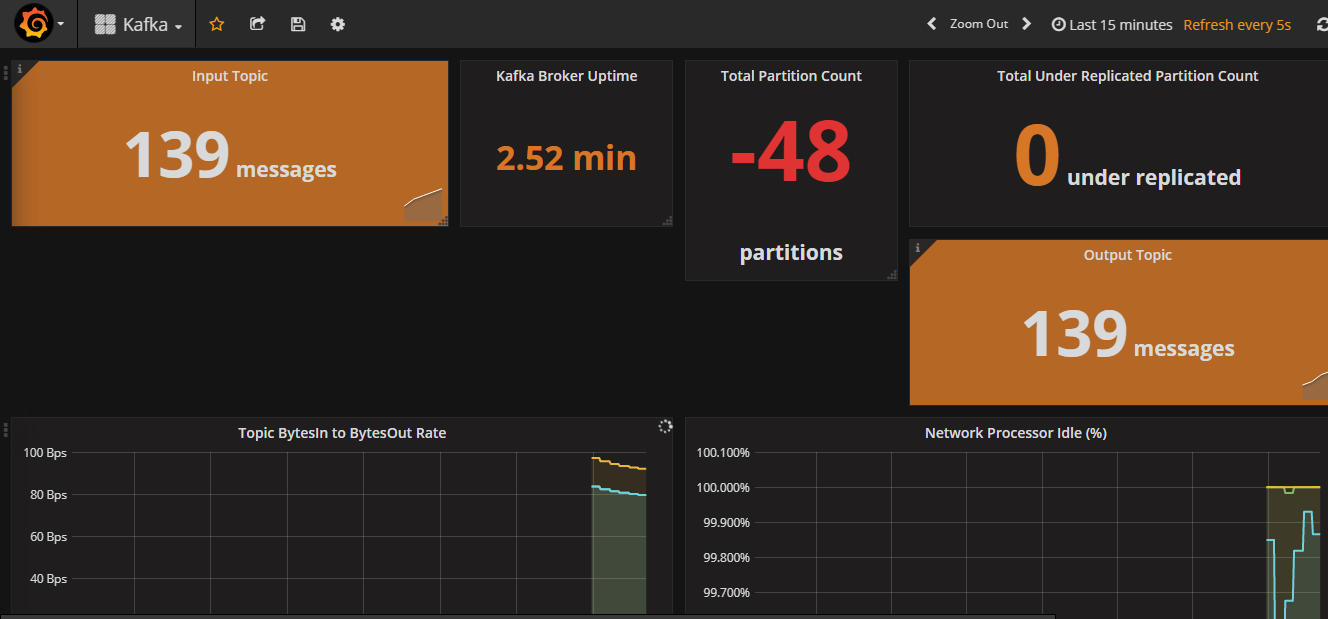 Kafka
Zoom Out
Last 15 minutes
Refresh every 5s
i
Input Topic
139 messages
Kafka Broker Uptime
2.52 min
Total Partition Count
-48
partitions
Total Under Replicated Partition Count
0 under replicated
i
Output Topic
139 messages
Topic BytesIn to BytesOut Rate
100 Bps
80 Bps
60 Bps
40 Bps
Network Processor Idle (%)
100.100%
100.000%
99.900%
99.800%
99.700%